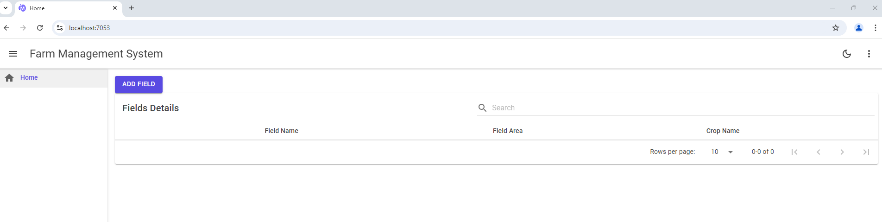 Home
localhost:7053
Farm Management System
Home
ADD FIELD
Fields Details
Search
Field Name Field Area Crop Name
Rows per page: 10 0-0 of 0